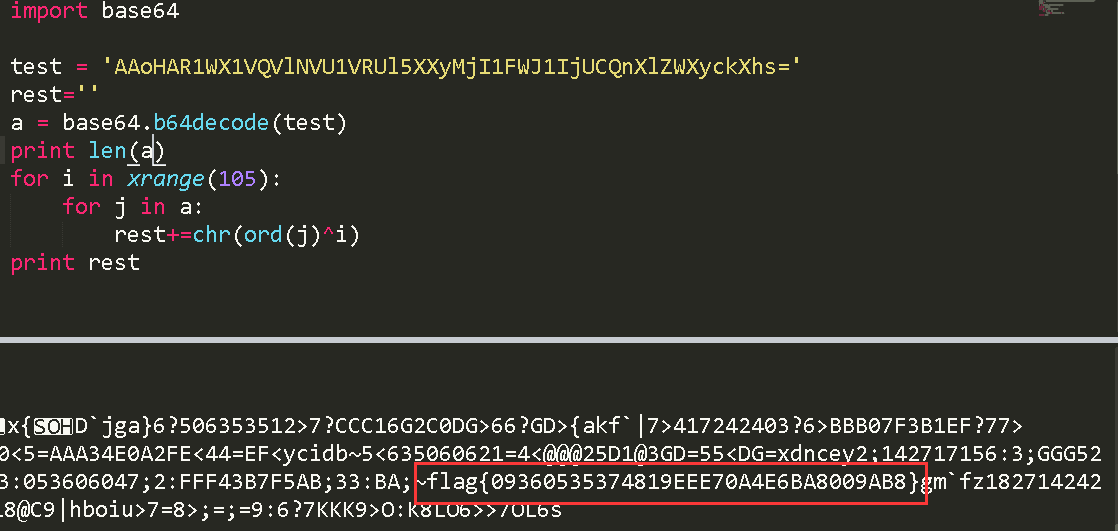 import base64
test = 'AAoHAR1WX1VQVlNVU1VRUl5XXyMjI1FWJ1IjUCQnXlZWXyckXhs='
rest=''
a = base64.b64decode(test)
print len(a)
for i in xrange(105):
for j in a:
rest+=chr(ord(j)^i)
print rest
x{SOHD`jga}6?506353512>7?CCC16G2C0DG>66?GD>{akf`|7>417242403?6>BBB07F3B1EF?77>
0<5=AAA34E0A2FE<44=EF<ycidb~5<635060621=4<@@@25D1@3GD=55<DG=xdncey2;142717156:3;GGG52
3:053606047;2:FFF43B7F5AB;33:BA;~flag{09360535374819EEE70A4E6BA8009AB8}gm`fz182714242
18@C9|hboiu>7=8>;=;=9:6?7KKK9>O:K8LO6>>7OL6s